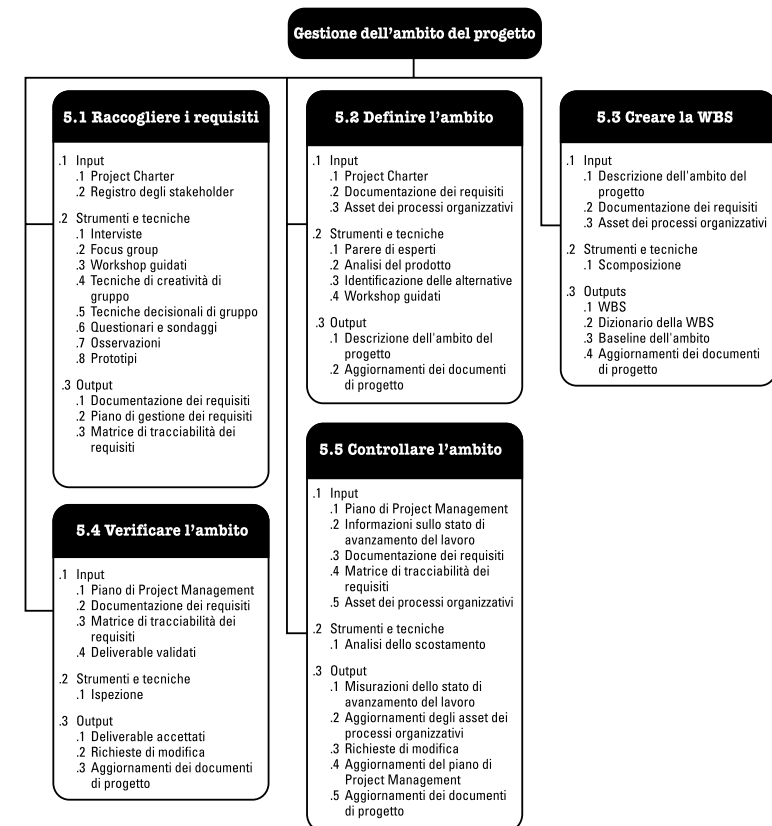 Gestione dell'ambito del progetto
5.1 Raccogliere i requisiti
.1 Input
.1 Project Charter
.2 Registro degli stakeholder
.2 Strumenti e tecniche
.1 Interviste
.2 Focus group
.3 Workshop guidati
.4 Tecniche di creatività di
gruppo
.5 Tecniche decisionali di gruppo
.6 Questionari e sondaggi
.7 Osservazioni
.8 Prototipi
.3 Output
.1 Documentazione dei requisiti
.2 Piano di gestione dei requisiti
.3 Matrice di tracciabilità dei
requisiti
5.2 Definire l'ambito
.1 Input
.1 Project Charter
.2 Documentazione dei requisiti
.3 Asset dei processi organizzativi
.2 Strumenti e tecniche
.1 Parere di esperti
.2 Analisi del prodotto
.3 Identificazione delle alternative
.4 Workshop guidati
.3 Output
.1 Descrizione dell'ambito del
progetto
.2 Aggiornamenti dei documenti
di progetto
5.3 Creare la WBS
.1 Input
.1 Descrizione dell'ambito del
progetto
.2 Documentazione dei requisiti
.3 Asset dei processi organizzativi
.2 Strumenti e tecniche
.1 Scomposizione
.3 Outputs
.1 WBS
.2 Dizionario della WBS
.3 Baseline dell'ambito
.4 Aggiornamenti dei documenti
di progetto
5.4 Verificare l'ambito
.1 Input
.1 Piano di Project Management
.2 Documentazione dei requisiti
.3 Matrice di tracciabilità dei
requisiti
.4 Deliverable validati
.2 Strumenti e tecniche
.1 Ispezione
.3 Output
.1 Deliverable accettati
.2 Richieste di modifica
.3 Aggiornamenti dei documenti
di progetto
5.5 Controllare l'ambito
.1 Input
.1 Piano di Project Management
.2 Informazioni sullo stato di
avanzamento del lavoro
.3 Documentazione dei requisiti
.4 Matrice di tracciabilità dei
requisiti
.5 Asset dei processi organizzativi
.2 Strumenti e tecniche
.1 Analisi dello scostamento
.3 Output
.1 Misurazioni dello stato di
avanzamento del lavoro
.2 Aggiornamenti degli asset dei
processi organizzativi
.3 Richieste di modifica
.4 Aggiornamenti del piano di
Project Management
.5 Aggiornamenti dei documenti
di progetto